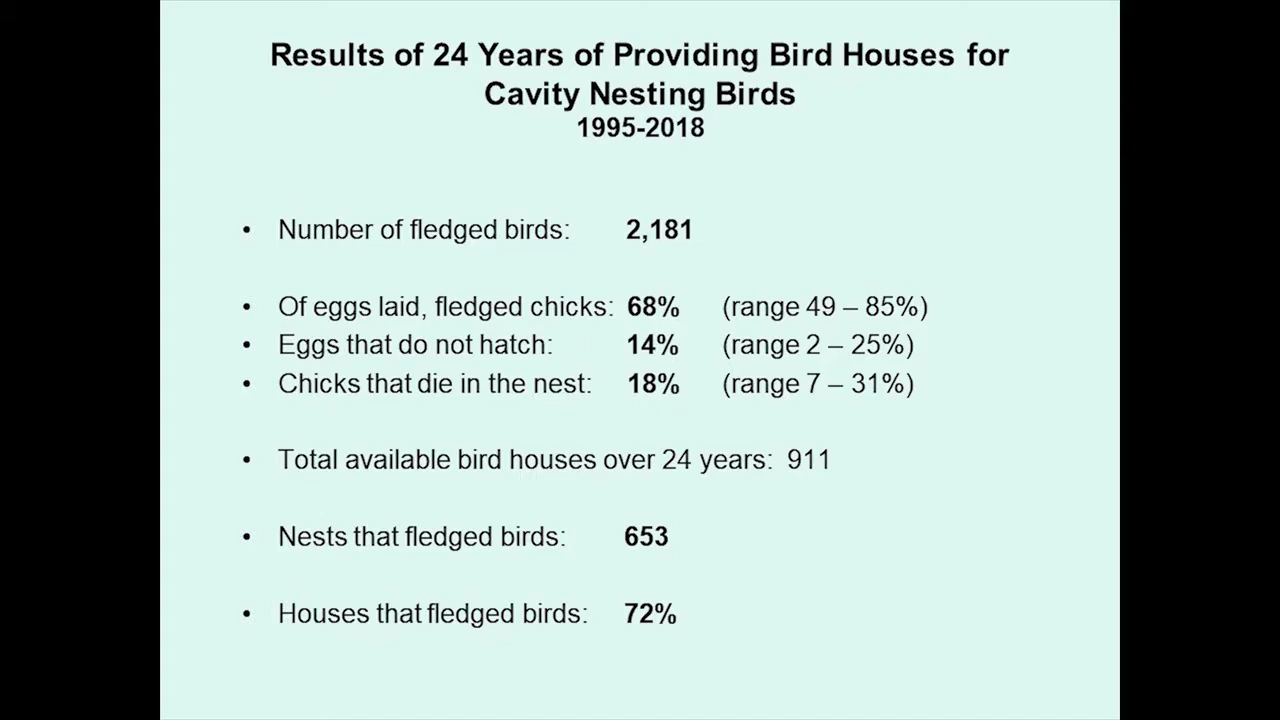 Results of 24 Years of Providing Bird Houses for
Cavity Nesting Birds
1995-2018
• Number of fledged birds: 2,181
• Of eggs laid, fledged chicks: 68% (range 49 – 85%)
• Eggs that do not hatch: 14% (range 2 – 25%)
• Chicks that die in the nest: 18% (range 7 – 31%)
• Total available bird houses over 24 years: 911
• Nests that fledged birds: 653
• Houses that fledged birds: 72%